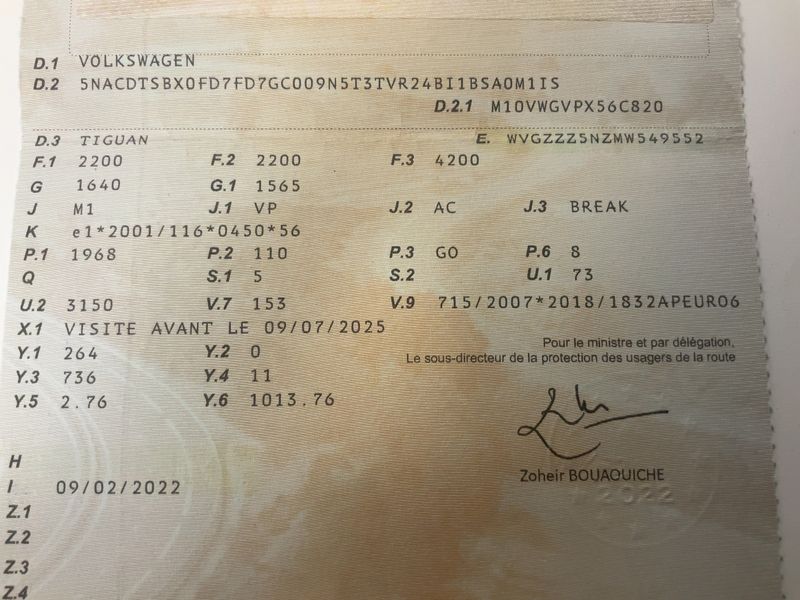 D.1 VOLKSWAGEN
D.2 5NACDTSBX0FD7FD7GC009N5T3TVR24BI1BSA0M1IS
D.2.1 M10VWGVPX56C820
D.3 TIGUAN E. WVGZZZ5NZMW549552
F.1 2200 F.2 2200 F.3 4200
G 1640 G.1 1565
J M1 J.1 VP J.2 AC J.3 BREAK
K e1*2001/116*0450*56
P.1 1968 P.2 110 P.3 GO P.6 8
Q S.1 5 S.2 U.1 73
U.2 3150 V.7 153 V.9 715/2007*2018/1832APEURO6
X.1 VISITE AVANT LE 09/07/2025
Pour le ministre et par délégation,
Y.1 264 Y.2 0
Le sous-directeur de la protection des usagers de la route
Y.3 736 Y.4 11
Y.5 2.76 Y.6 1013.76
H
Zoheir BOUAOUICHE
I 09/02/2022
2022
Z.1
Z.2
Z.3
Z.4